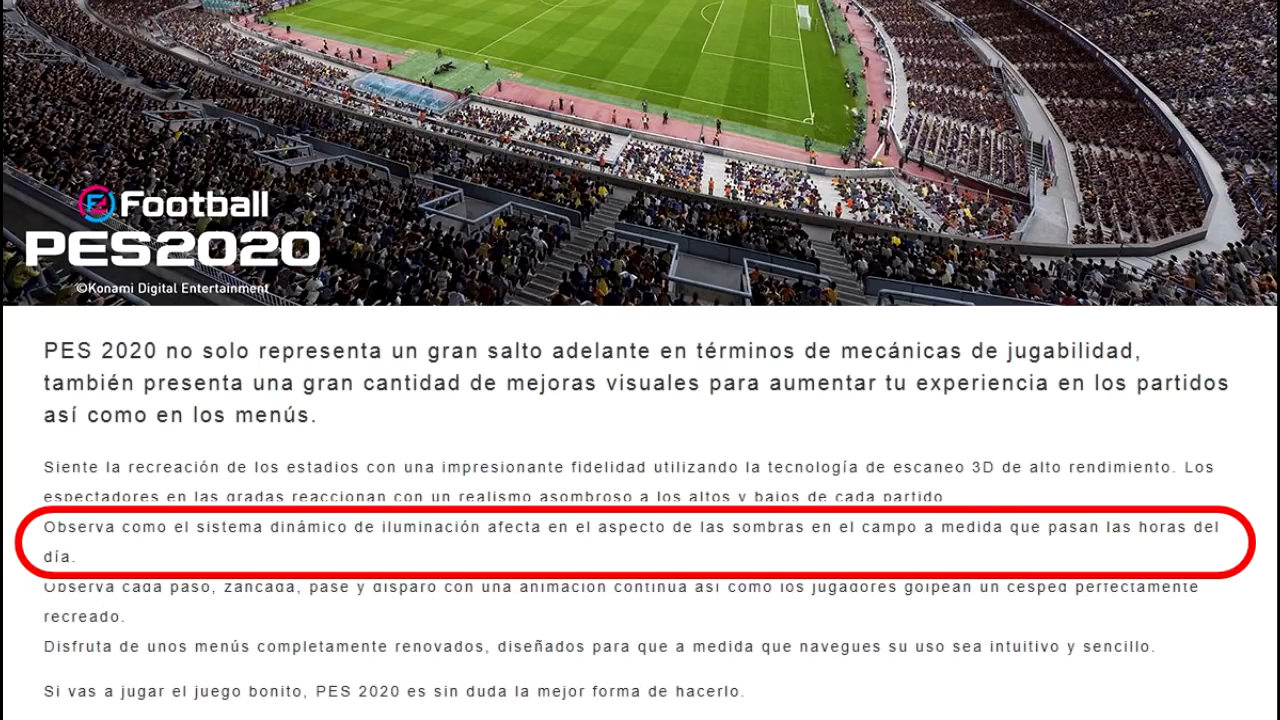 eFootball
PES2020
©Konami Digital Entertainment
PES 2020 no solo representa un gran salto adelante en términos de mecánicas de jugabilidad,
también presenta una gran cantidad de mejoras visuales para aumentar tu experiencia en los partidos
así como en los menús.
Siente la recreación de los estadios con una impresionante fidelidad utilizando la tecnología de escaneo 3D de alto rendimiento. Los
espectadores en las gradas reaccionan con un realismo asombroso a los altos y bajos de cada partido
Observa como el sistema dinámico de iluminación afecta en el aspecto de las sombras en el campo a medida que pasan las horas del
día.
Observa cada paso, zancada, pase y disparo con una animación continua así como los jugadores golpean un césped perfectamente
recreado.
Disfruta de unos menús completamente renovados, diseñados para que a medida que navegues su uso sea intuitivo y sencillo.
Si vas a jugar el juego bonito, PES 2020 es sin duda la mejor forma de hacerlo.